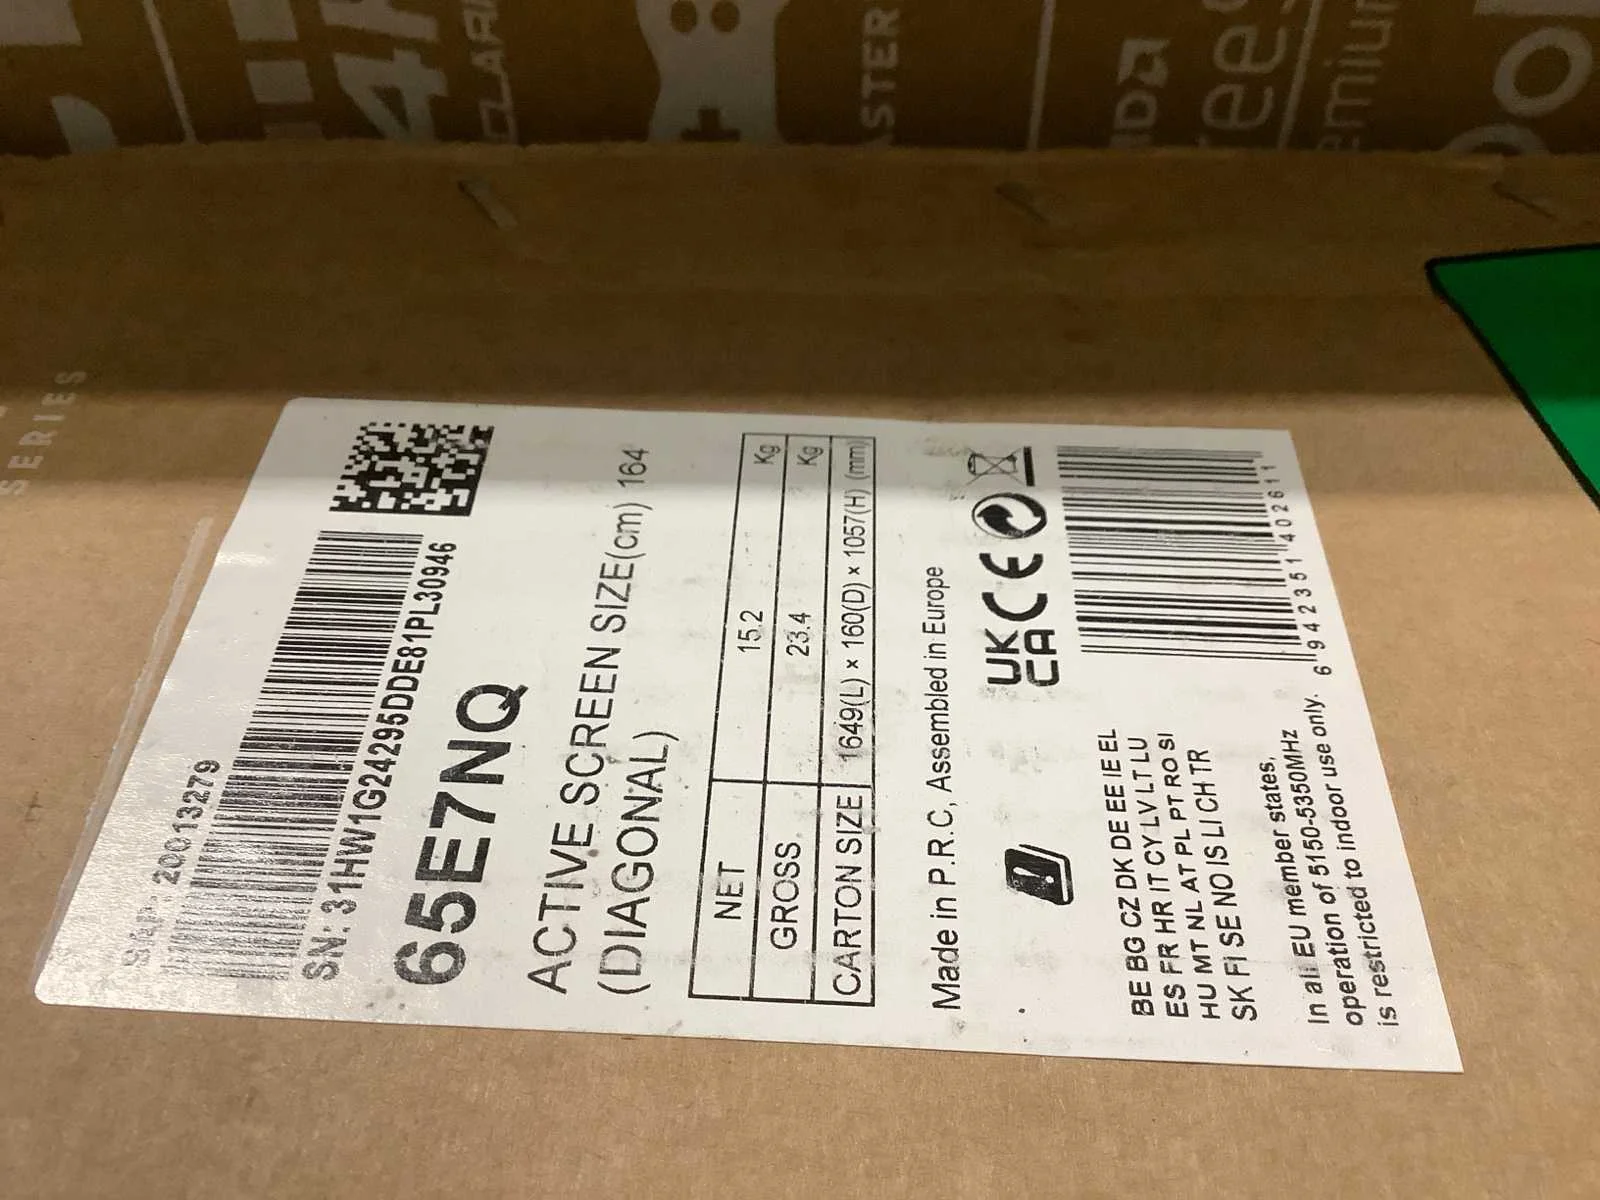 SERIES
SAP: 20013279
SN: 31HW1G24295DDE81PL30946
65E7NQ
ACTIVE SCREEN SIZE(cm) 164
(DIAGONAL)
NET 15.2 Kg
GROSS 23.4 Kg
CARTON SIZE 1649(L) × 160(D) × 1057(H) (mm)
Made in P.R.C, Assembled in Europe
UK
CA CE
BE BG CZ DK DE EE IE EL
ES FR HR IT CY LV LT LU
HU MT NL AT PL PT RO SI
SK FI SE NO IS LI CH TR
6 942351 402611
In all EU member states,
operation of 5150-5350MHz
is restricted to indoor use only.